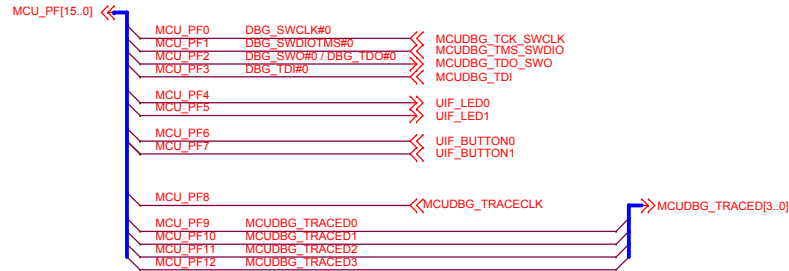 MCU_PF[15..0]
MCU_PF0 DBG_SWCLK#0 MCUDBG_TCK_SWCLK
MCU_PF1 DBG_SWDIOTMS#0 MCUDBG_TMS_SWDIO
MCU_PF2 DBG_SWO#0 / DBG_TDO#0 MCUDBG_TDO_SWO
MCU_PF3 DBG_TDI#0 MCUDBG_TDI
MCU_PF4 UIF_LED0
MCU_PF5 UIF_LED1
MCU_PF6 UIF_BUTTON0
MCU_PF7 UIF_BUTTON1
MCU_PF8 MCUDBG_TRACECLK
MCUDBG_TRACED[3..0]
MCU_PF9 MCUDBG_TRACED0
MCU_PF10 MCUDBG_TRACED1
MCU_PF11 MCUDBG_TRACED2
MCU_PF12 MCUDBG_TRACED3